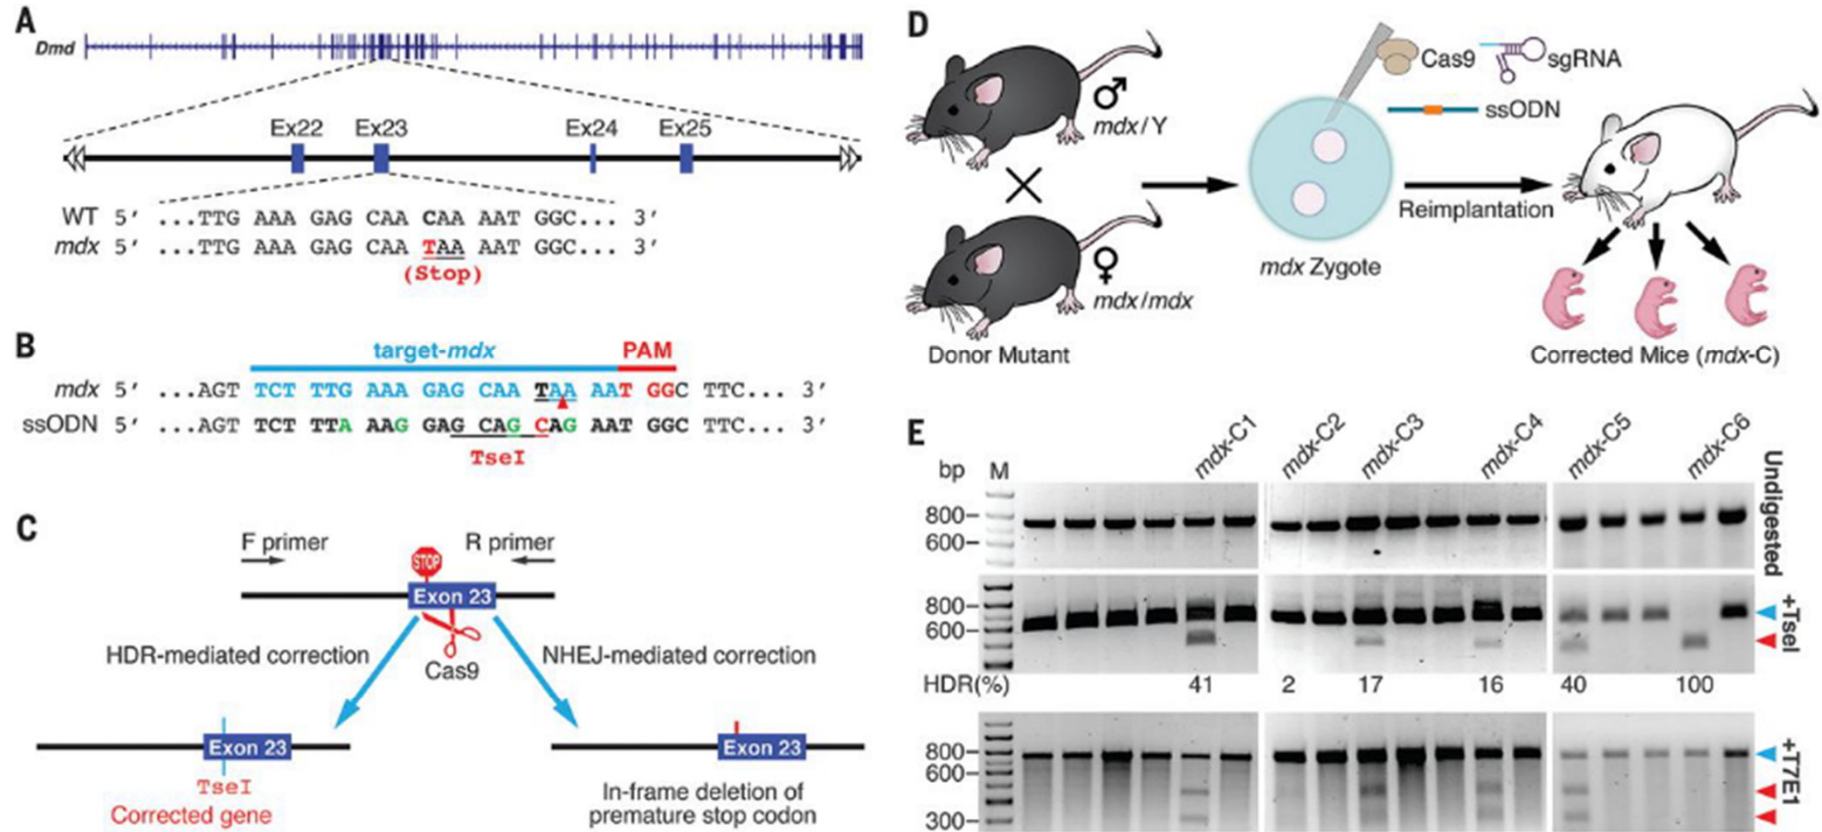 A
Dmd
Ex22 Ex23 Ex24 Ex25
WT 5′ ...TTG AAA GAG CAA CAA AAT GGC... 3′
mdx 5′ ...TTG AAA GAG CAA TAA AAT GGC... 3′
(Stop)
B
target-mdx PAM
mdx 5′ ...AGT TCT TTG AAA GAG CAA TAA AAT GGC TTC... 3′
ssODN 5′ ...AGT TCT TTA AAG GAG CAG CAG AAT GGC TTC... 3′
TseI
C
F primer R primer
STOP
Exon 23
HDR-mediated correction NHEJ-mediated correction
Cas9
Exon 23 Exon 23
TseI
Corrected gene
In-frame deletion of
premature stop codon
D
♂
mdx/Y
♀
mdx/mdx
Donor Mutant
Cas9 sgRNA
ssODN
mdx Zygote
Reimplantation
Corrected Mice (mdx-C)
E
bp M mdx-C1 mdx-C2 mdx-C3 mdx-C4 mdx-C5 mdx-C6
800
600
Undigested
800
600
+TseI
HDR(%) 41 2 17 16 40 100
800
600
300
+T7E1